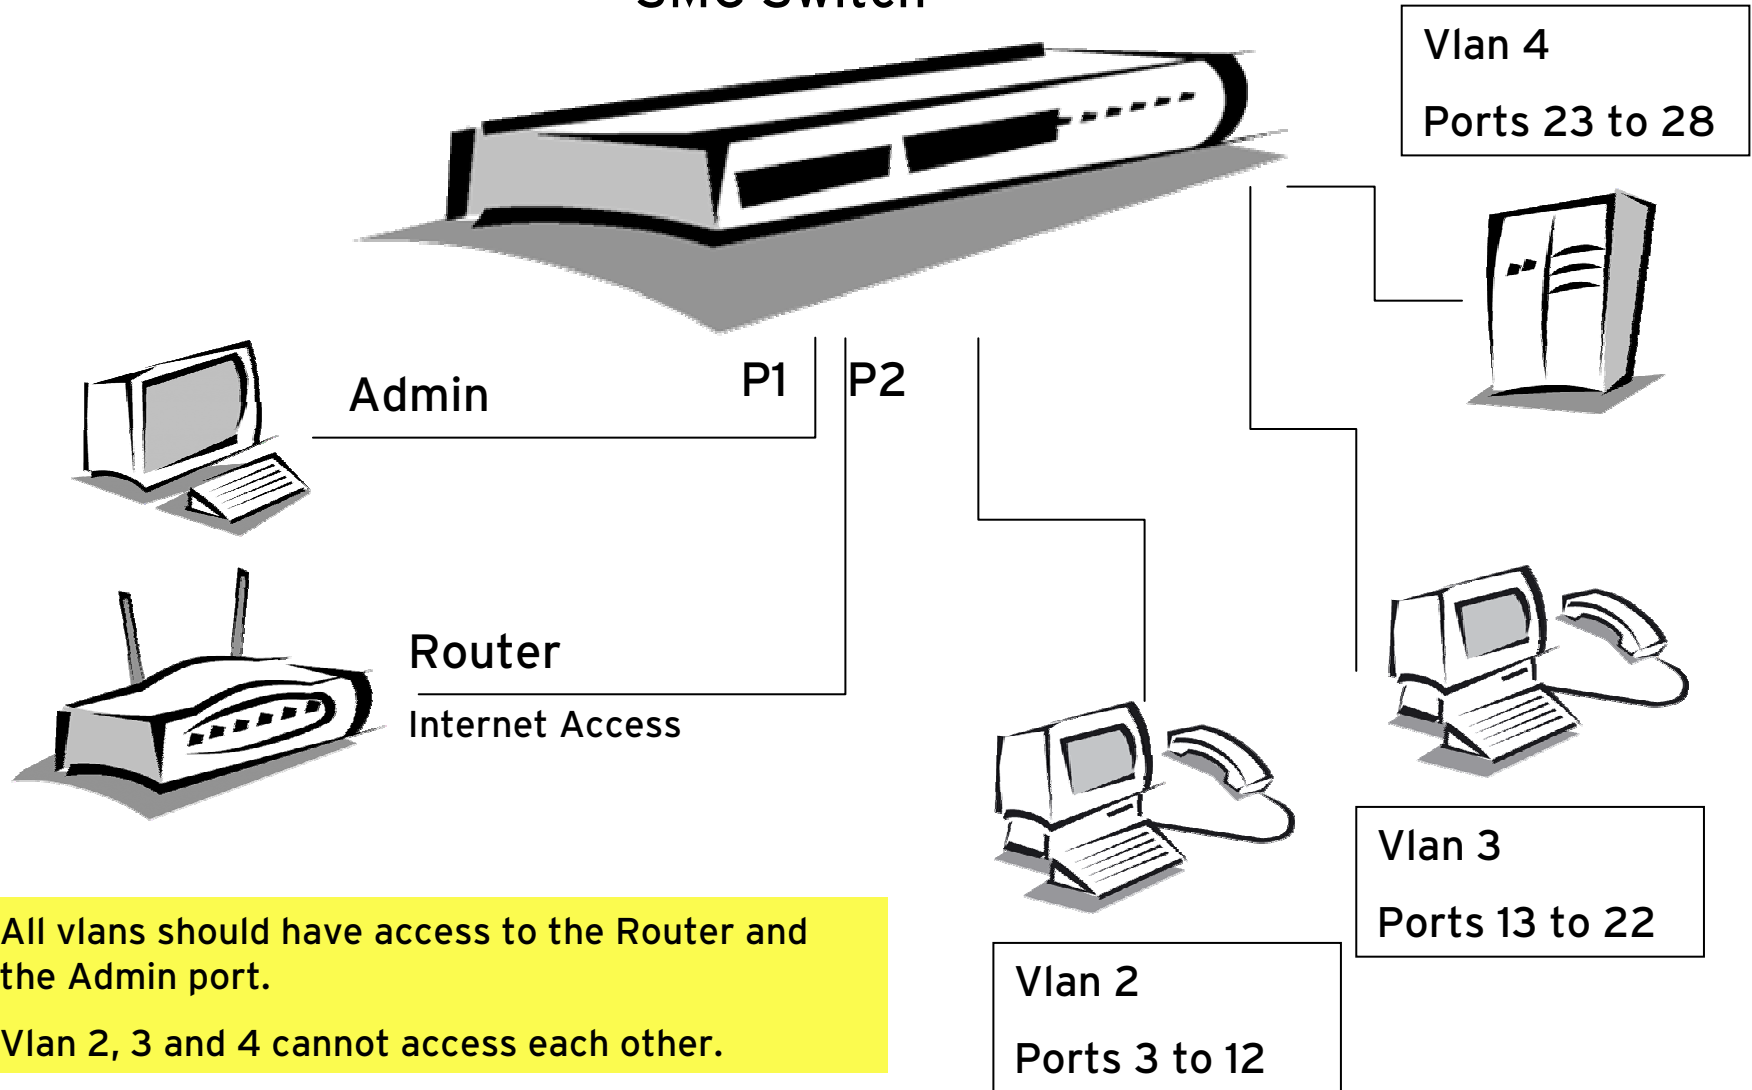 SMC Switch
Vlan 4
Ports 23 to 28
Admin
P1
P2
Router
Internet Access
Vlan 3
Ports 13 to 22
Vlan 2
Ports 3 to 12
All vlans should have access to the Router and
the Admin port.
Vlan 2, 3 and 4 cannot access each other.